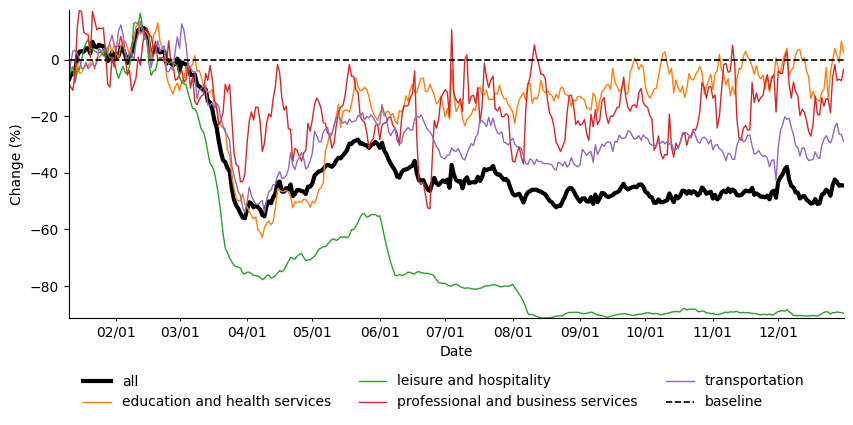 0
−20
−40
−60
−80
Change (%)
02/01 03/01 04/01 05/01 06/01 07/01 08/01 09/01 10/01 11/01 12/01
Date
all
education and health services
leisure and hospitality
professional and business services
transportation
baseline